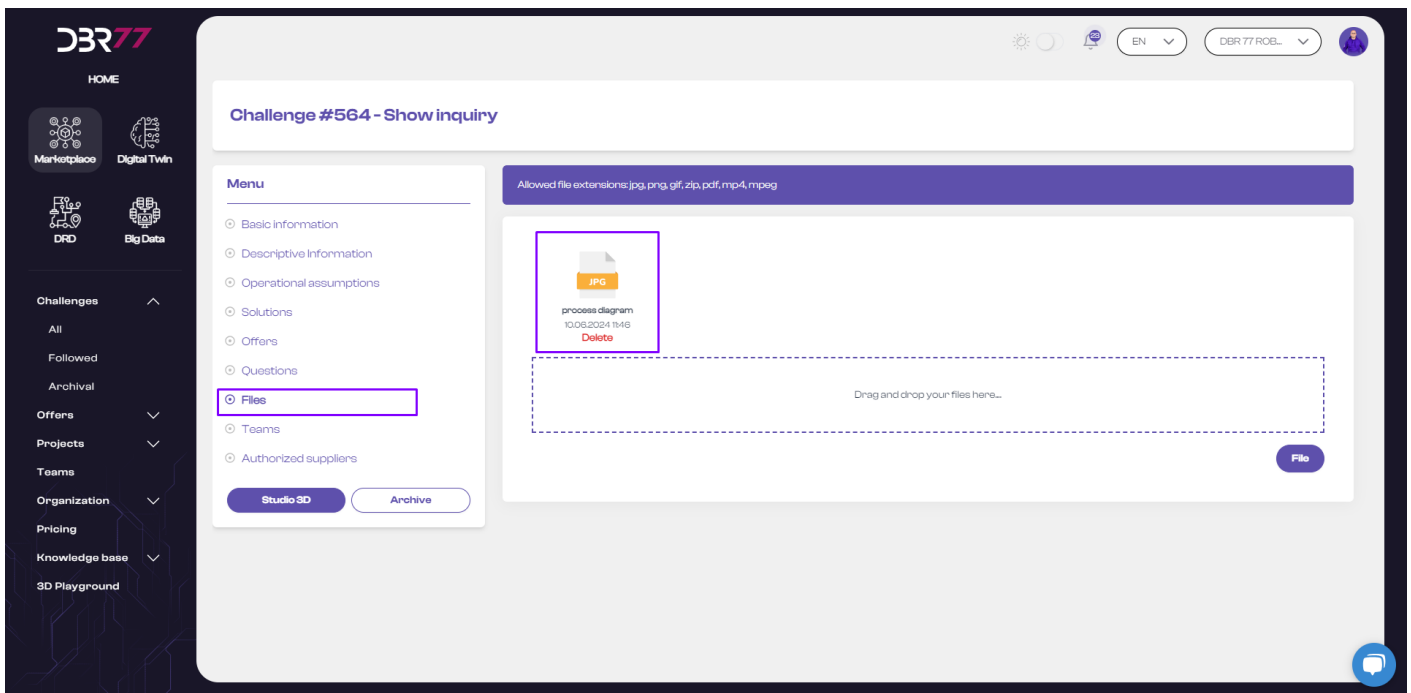 DBR77
HOME
Marketplace
Digital Twin
DRD
Big Data
Challenges
All
Followed
Archival
Offers
Projects
Teams
Organization
Pricing
Knowledge base
3D Playground
23
EN
DBR 77 ROB...
Challenge #564 - Show inquiry
Menu
Basic information
Descriptive Information
Operational assumptions
Solutions
Offers
Questions
Files
Teams
Authorized suppliers
Studio 3D
Archive
Allowed file extensions: jpg, png, gif, zip, pdf, mp4, mpeg
JPG
process diagram
10.06.2024 11:46
Delete
Drag and drop your files here...
File